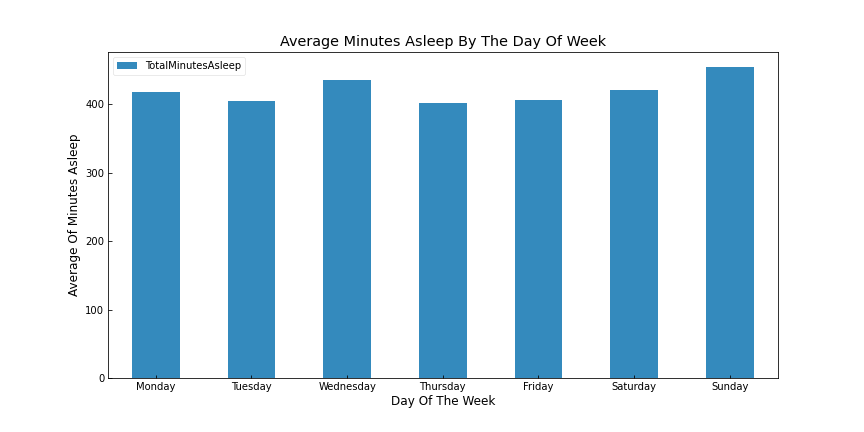 Average Minutes Asleep By The Day Of Week
TotalMinutesAsleep
Average Of Minutes Asleep
400
300
200
100
0
Monday Tuesday Wednesday Thursday Friday Saturday Sunday
Day Of The Week